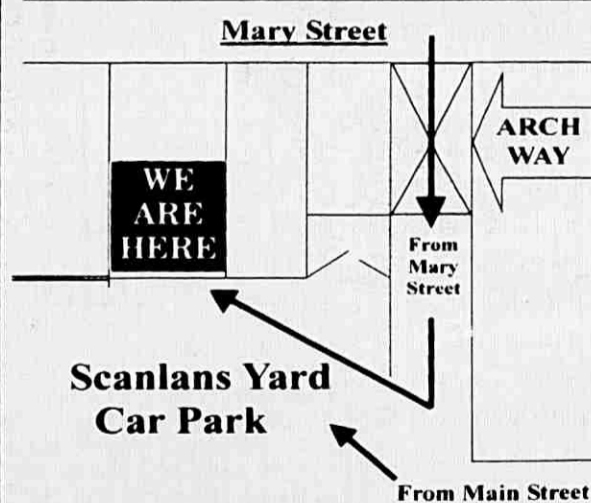 Mary Street
ARCH
WAY
WE
ARE
HERE
From
Mary
Street
Scanlans Yard
Car Park
From Main Street